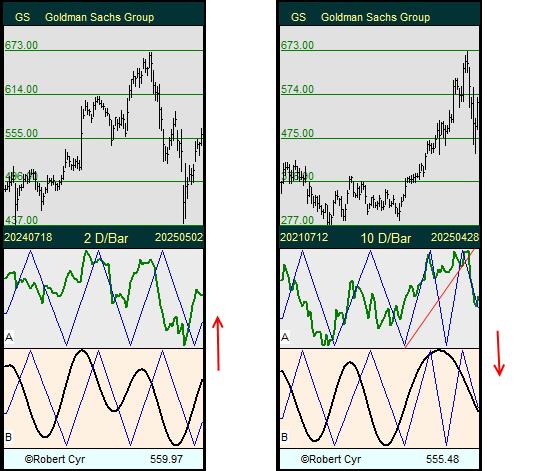 GS Goldman Sachs Group
673.00
614.00
555.00
496.00
437.00
20240718 2 D/Bar 20250502
A
B
©Robert Cyr 559.97
GS Goldman Sachs Group
673.00
574.00
475.00
277.00
20210712 10 D/Bar 20250428
A
B
©Robert Cyr 555.48